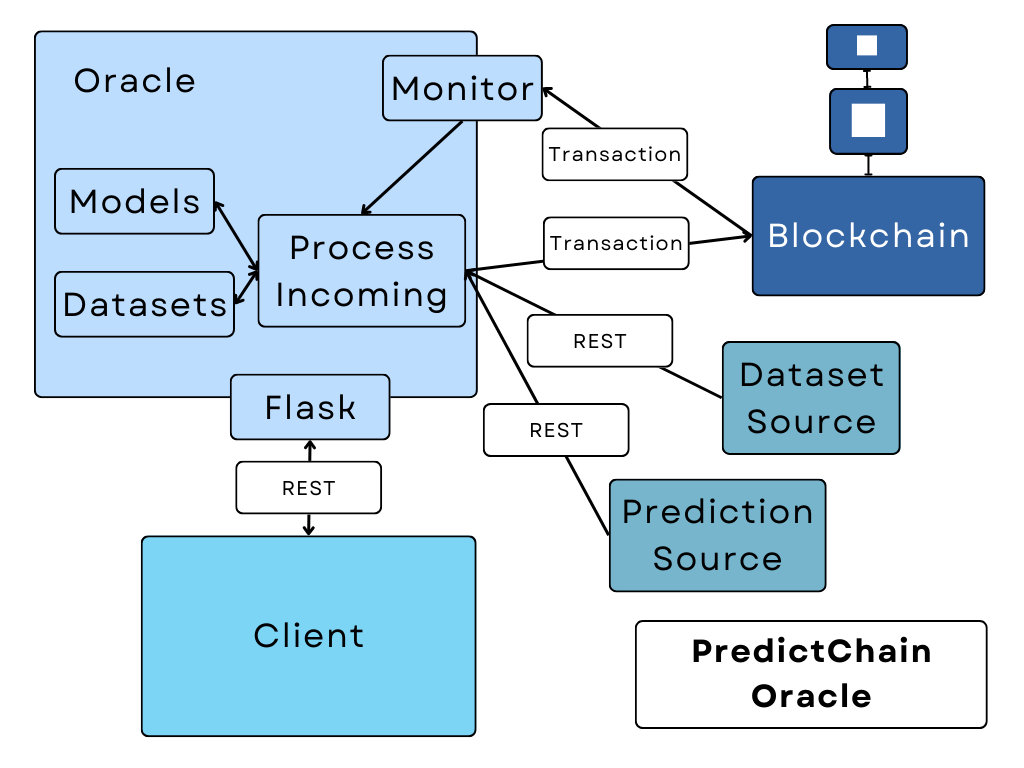 Oracle
Monitor
Transaction
Models
Process
Incoming
Transaction
Blockchain
Datasets
REST
Dataset
Source
Flask
REST
REST
Prediction
Source
Client
PredictChain
Oracle